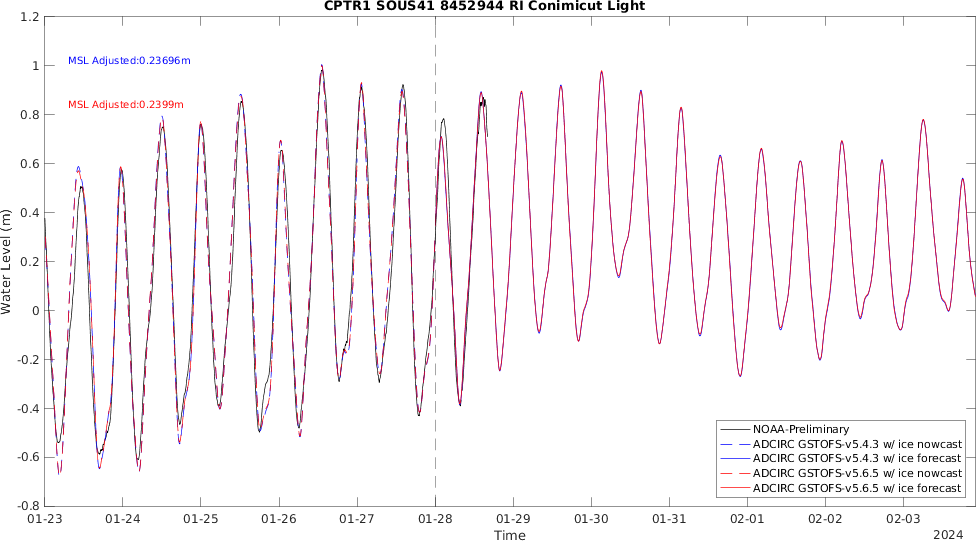 CPTR1 SOUS41 8452944 RI Conimicut Light
1.2
1
0.8
0.6
0.4
0.2
0
-0.2
-0.4
-0.6
-0.8
Water Level (m)
MSL Adjusted:0.23696m
MSL Adjusted:0.2399m
NOAA-Preliminary
ADCIRC GSTOFS-v5.4.3 w/ ice nowcast
ADCIRC GSTOFS-v5.4.3 w/ ice forecast
ADCIRC GSTOFS-v5.6.5 w/ ice nowcast
ADCIRC GSTOFS-v5.6.5 w/ ice forecast
01-23 01-24 01-25 01-26 01-27 01-28 01-29 01-30 01-31 02-01 02-02 02-03
Time
2024